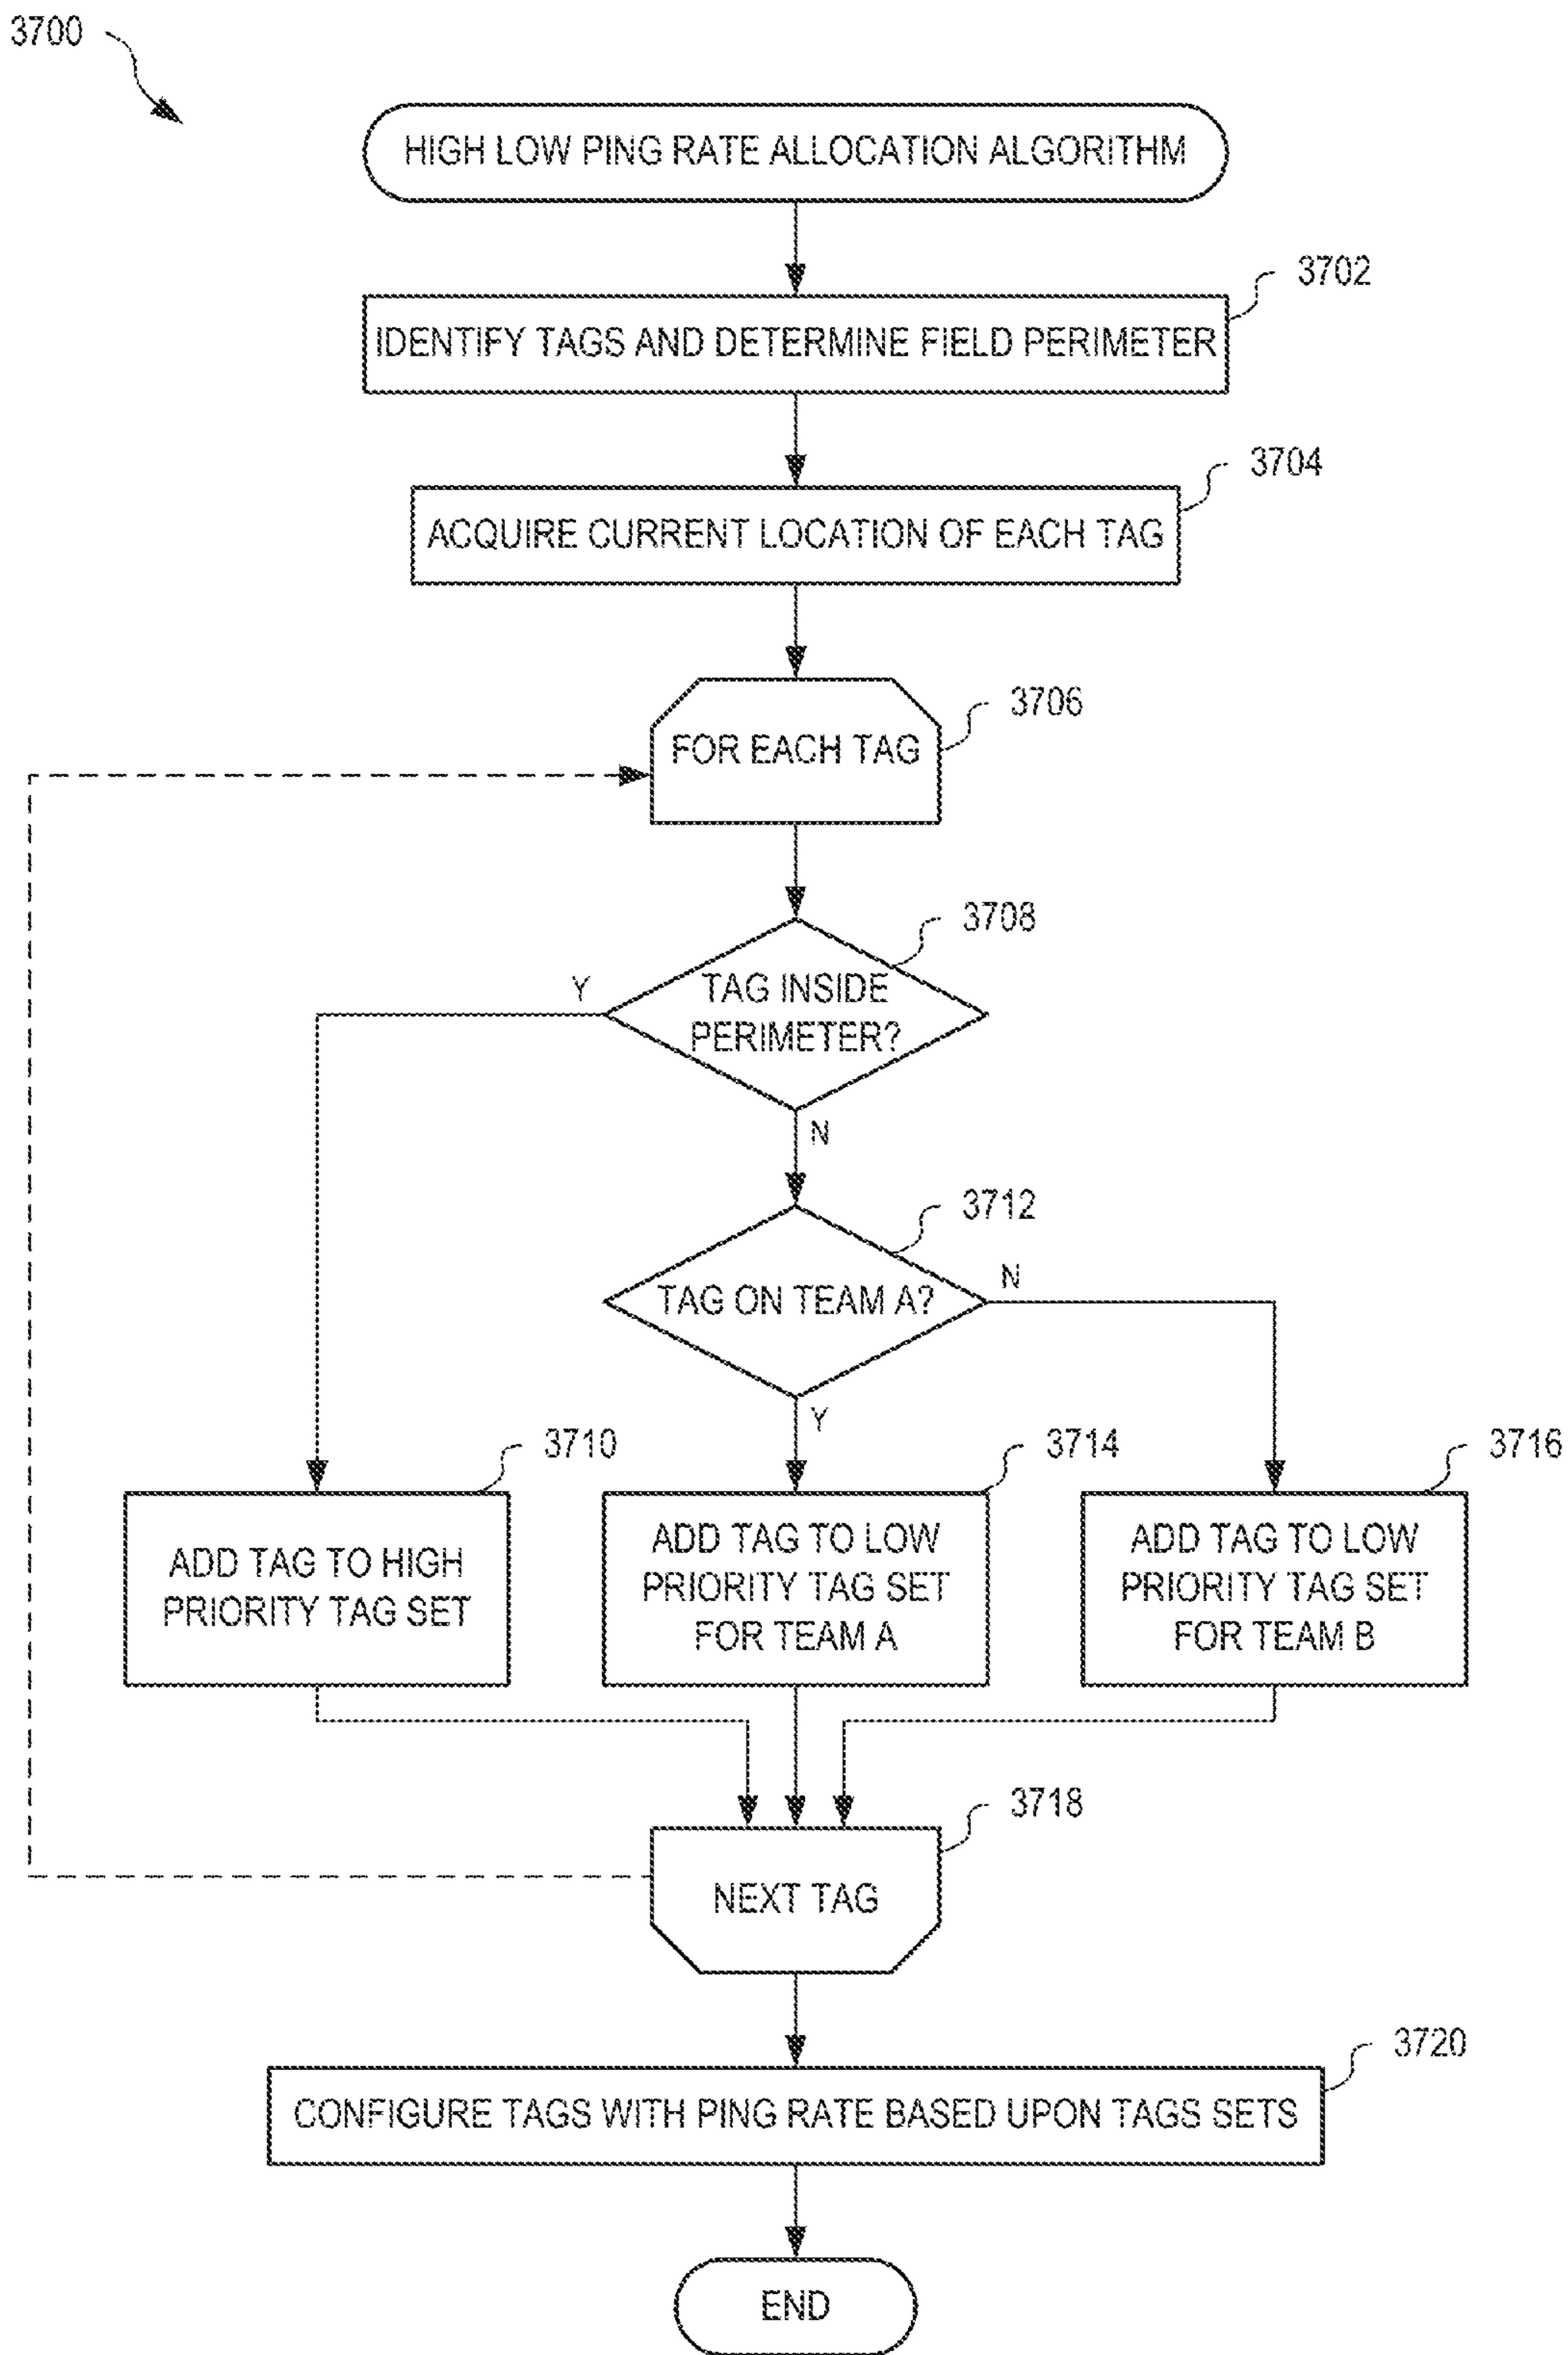 3700
HIGH LOW PING RATE ALLOCATION ALGORITHM
3702
IDENTIFY TAGS AND DETERMINE FIELD PERIMETER
3704
ACQUIRE CURRENT LOCATION OF EACH TAG
3706
FOR EACH TAG
3708
Y
TAG INSIDE
PERIMETER?
N
3712
TAG ON TEAM A?
N
Y
3710
3714
3716
ADD TAG TO HIGH
PRIORITY TAG SET
ADD TAG TO LOW
PRIORITY TAG SET
FOR TEAM A
ADD TAG TO LOW
PRIORITY TAG SET
FOR TEAM B
3718
NEXT TAG
3720
CONFIGURE TAGS WITH PING RATE BASED UPON TAGS SETS
END